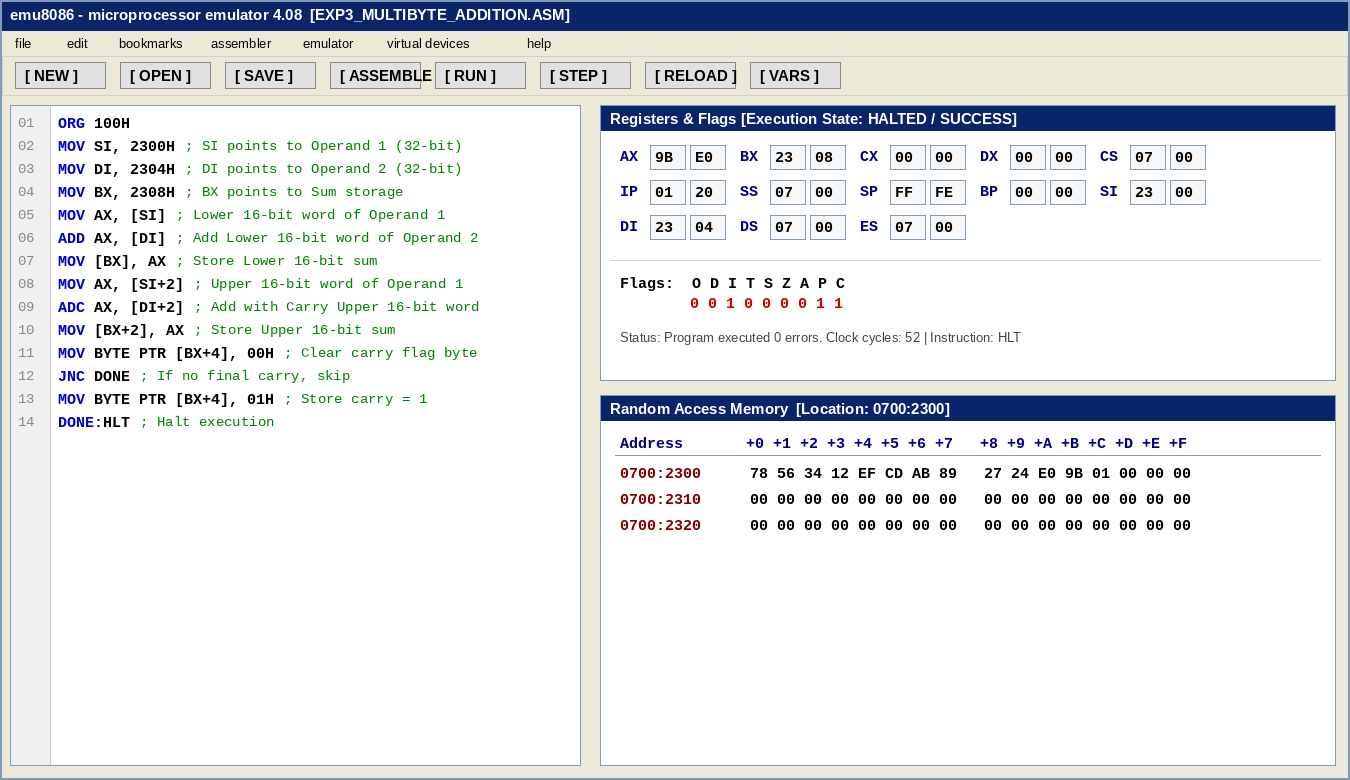 emu8086 - microprocessor emulator 4.08 [EXP3_MULTIBYTE_ADDITION.ASM]
file edit bookmarks assembler emulator virtual devices help
[ NEW ] [ OPEN ] [ SAVE ] [ ASSEMBLE [ RUN ] [ STEP ] [ RELOAD ] [ VARS ]
01 ORG 100H
02 MOV SI, 2300H ; SI points to Operand 1 (32-bit)
03 MOV DI, 2304H ; DI points to Operand 2 (32-bit)
04 MOV BX, 2308H ; BX points to Sum storage
05 MOV AX, [SI] ; Lower 16-bit word of Operand 1
06 ADD AX, [DI] ; Add Lower 16-bit word of Operand 2
07 MOV [BX], AX ; Store Lower 16-bit sum
08 MOV AX, [SI+2] ; Upper 16-bit word of Operand 1
09 ADC AX, [DI+2] ; Add with Carry Upper 16-bit word
10 MOV [BX+2], AX ; Store Upper 16-bit sum
11 MOV BYTE PTR [BX+4], 00H ; Clear carry flag byte
12 JNC DONE ; If no final carry, skip
13 MOV BYTE PTR [BX+4], 01H ; Store carry = 1
14 DONE:HLT ; Halt execution
Registers & Flags [Execution State: HALTED / SUCCESS]
AX 9B E0 BX 23 08 CX 00 00 DX 00 00 CS 07 00
IP 01 20 SS 07 00 SP FF FE BP 00 00 SI 23 00
DI 23 04 DS 07 00 ES 07 00
Flags: O D I T S Z A P C
0 0 1 0 0 0 0 1 1
Status: Program executed 0 errors. Clock cycles: 52 | Instruction: HLT
Random Access Memory [Location: 0700:2300]
Address +0 +1 +2 +3 +4 +5 +6 +7 +8 +9 +A +B +C +D +E +F
0700:2300 78 56 34 12 EF CD AB 89 27 24 E0 9B 01 00 00 00
0700:2310 00 00 00 00 00 00 00 00 00 00 00 00 00 00 00 00
0700:2320 00 00 00 00 00 00 00 00 00 00 00 00 00 00 00 00